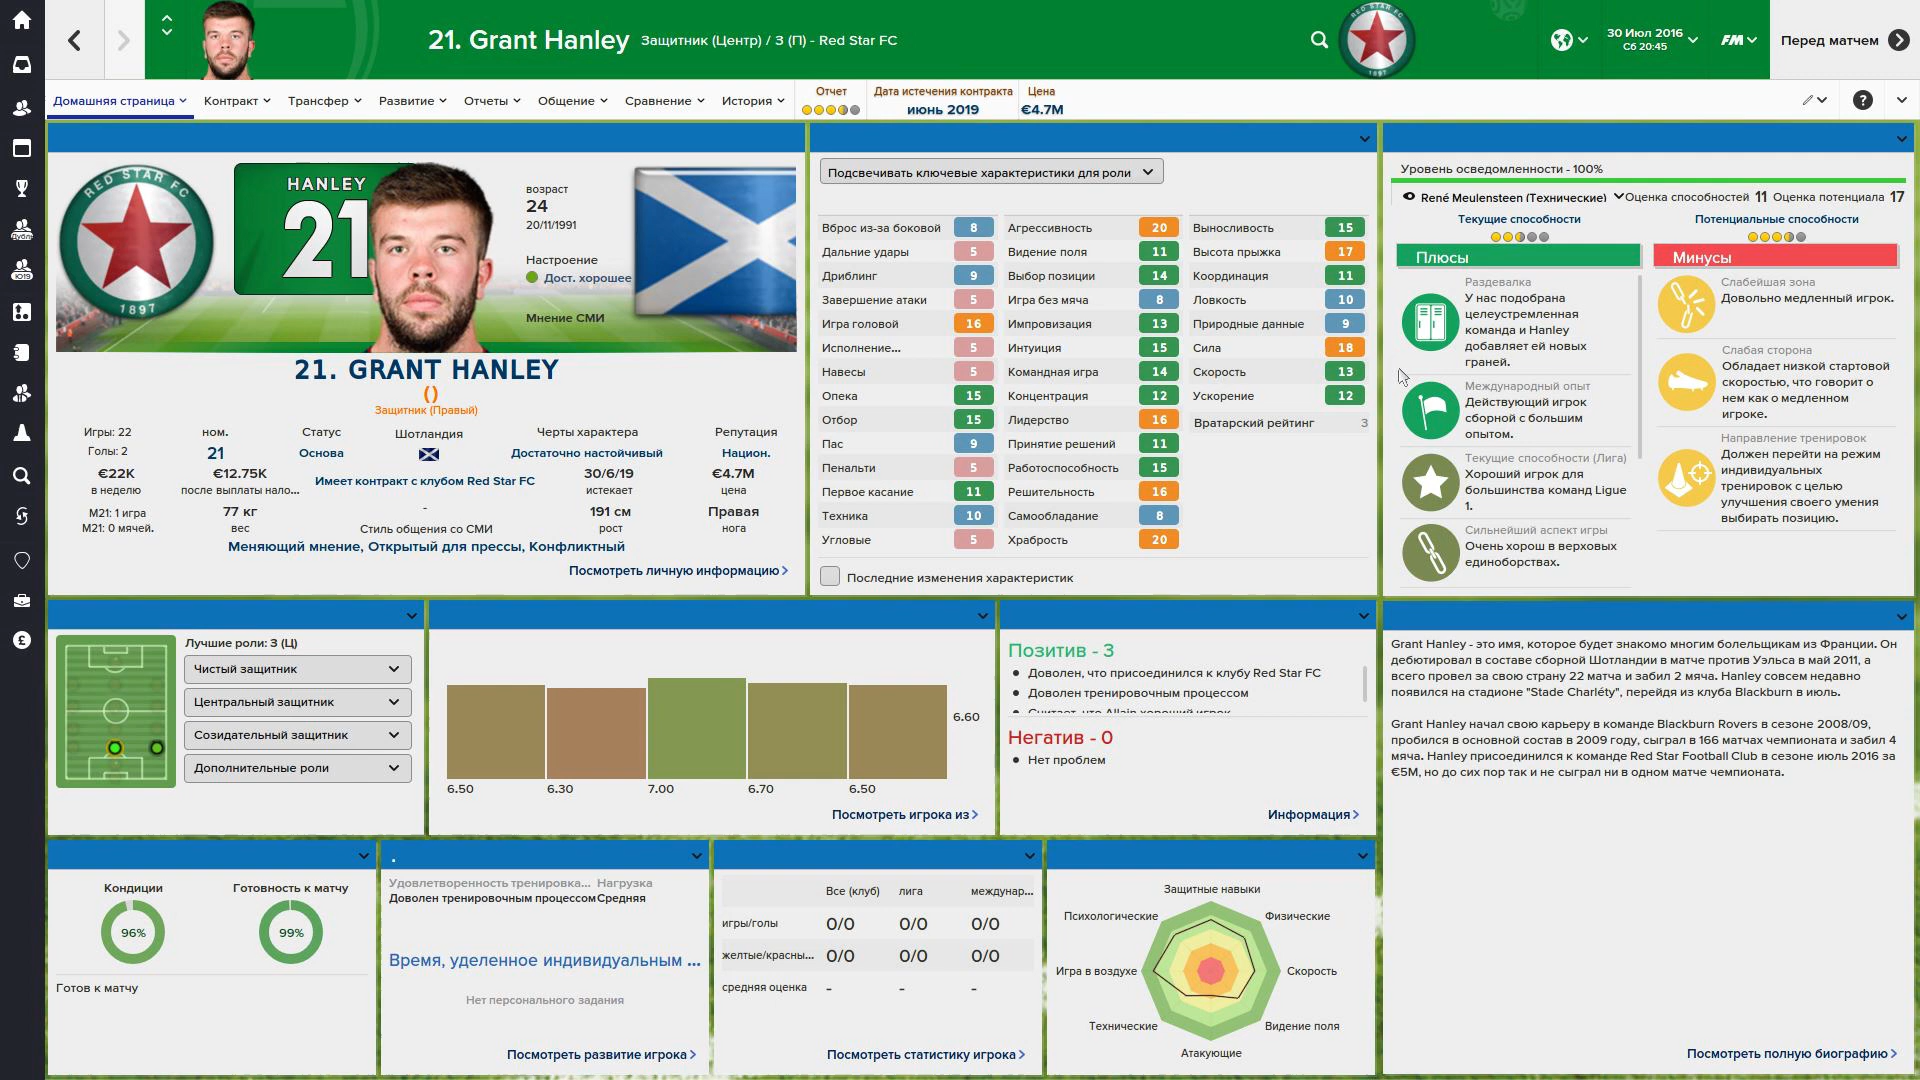 21. Grant Hanley Защитник (Центр) / З (П) - Red Star FC
RED STAR FC
1897
30 Июл 2016
Сб 20:45
FM
Перед матчем
Домашняя страница
Контракт
Трансфер
Развитие
Отчеты
Общение
Сравнение
История
Отчет
Дата истечения контракта
июнь 2019
Цена
€4.7M
?
Дубль
Ю19
RED STAR FC
1897
HANLEY
21
возраст
24
20/11/1991
Настроение
Дост. хорошее
Мнение СМИ
21. GRANT HANLEY
()
Защитник (Правый)
Игры: 22
Голы: 2
ном.
21
Статус
Основа
Шотландия
Черты характера
Достаточно настойчивый
Репутация
Национ.
€22K
в неделю
€12.75K
после выплаты нало...
Имеет контракт с клубом Red Star FC
30/6/19
истекает
€4.7M
цена
М21: 1 игра
М21: 0 мячей.
77 кг
вес
-
Стиль общения со СМИ
191 см
рост
Правая
нога
Меняющий мнение, Открытый для прессы, Конфликтный
Посмотреть личную информацию
Подсвечивать ключевые характеристики для роли
Вброс из-за боковой 8
Дальние удары 5
Дриблинг 9
Завершение атаки 5
Игра головой 16
Исполнение... 5
Навесы 5
Опека 15
Отбор 15
Пас 9
Пенальти 5
Первое касание 11
Техника 10
Угловые 5
Агрессивность 20
Видение поля 11
Выбор позиции 14
Игра без мяча 8
Импровизация 13
Интуиция 15
Командная игра 14
Концентрация 12
Лидерство 16
Принятие решений 11
Работоспособность 15
Решительность 16
Самообладание 8
Храбрость 20
Выносливость 15
Высота прыжка 17
Координация 11
Ловкость 10
Природные данные 9
Сила 18
Скорость 13
Ускорение 12
Вратарский рейтинг 3
Последние изменения характеристик
Уровень осведомленности - 100%
René Meulensteen (Технические) Оценка способностей 11 Оценка потенциала 17
Текущие способности
Потенциальные способности
Плюсы
Раздевалка
У нас подобрана
целеустремленная
команда и Hanley
добавляет ей новых
граней.
Международный опыт
Действующий игрок
сборной с большим
опытом.
Текущие способности (Лига)
Хороший игрок для
большинства команд Ligue
1.
Сильнейший аспект игры
Очень хорош в верховых
единоборствах.
Минусы
Слабейшая зона
Довольно медленный игрок.
Слабая сторона
Обладает низкой стартовой
скоростью, что говорит о
нем как о медленном
игроке.
Направление тренировок
Должен перейти на режим
индивидуальных
тренировок с целью
улучшения своего умения
выбирать позицию.
Лучшие роли: З (Ц)
Чистый защитник
Центральный защитник
Созидательный защитник
Дополнительные роли
6.60
6.50 6.30 7.00 6.70 6.50
Посмотреть игрока из
Позитив - 3
Доволен, что присоединился к клубу Red Star FC
Доволен тренировочным процессом
Считает, что Allain хороший игрок
Негатив - 0
Нет проблем
Информация
Grant Hanley - это имя, которое будет знакомо многим болельщикам из Франции. Он
дебютировал в составе сборной Шотландии в матче против Уэльса в май 2011, а
всего провел за свою страну 22 матча и забил 2 мяча. Hanley совсем недавно
появился на стадионе "Stade Charléty", перейдя из клуба Blackburn в июль.
Grant Hanley начал свою карьеру в команде Blackburn Rovers в сезоне 2008/09,
пробился в основной состав в 2009 году, сыграл в 166 матчах чемпионата и забил 4
мяча. Hanley присоединился к команде Red Star Football Club в сезоне июль 2016 за
€5M, но до сих пор так и не сыграл ни в одном матче чемпионата.
Посмотреть полную биографию
Кондиции
96%
Готовность к матчу
99%
Готов к матчу
.
Удовлетворенность тренировка... Нагрузка
Доволен тренировочным процессом Средняя
Время, уделенное индивидуальным ...
Нет персонального задания
Посмотреть развитие игрока
Все (клуб) лига междунар...
игры/голы 0/0 0/0 0/0
желтые/красны... 0/0 0/0 0/0
средняя оценка - - -
Посмотреть статистику игрока
Защитные навыки
Психологические
Физические
Игра в воздухе
Скорость
Технические
Видение поля
Атакующие